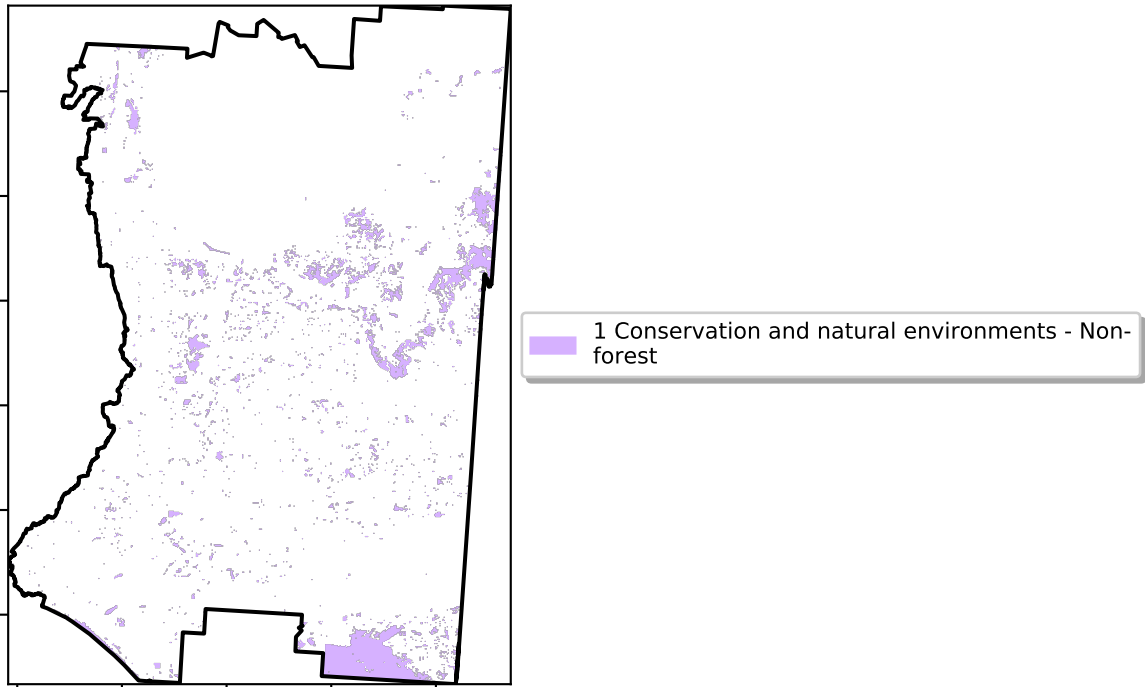 1 Conservation and natural environments - Non-
forest